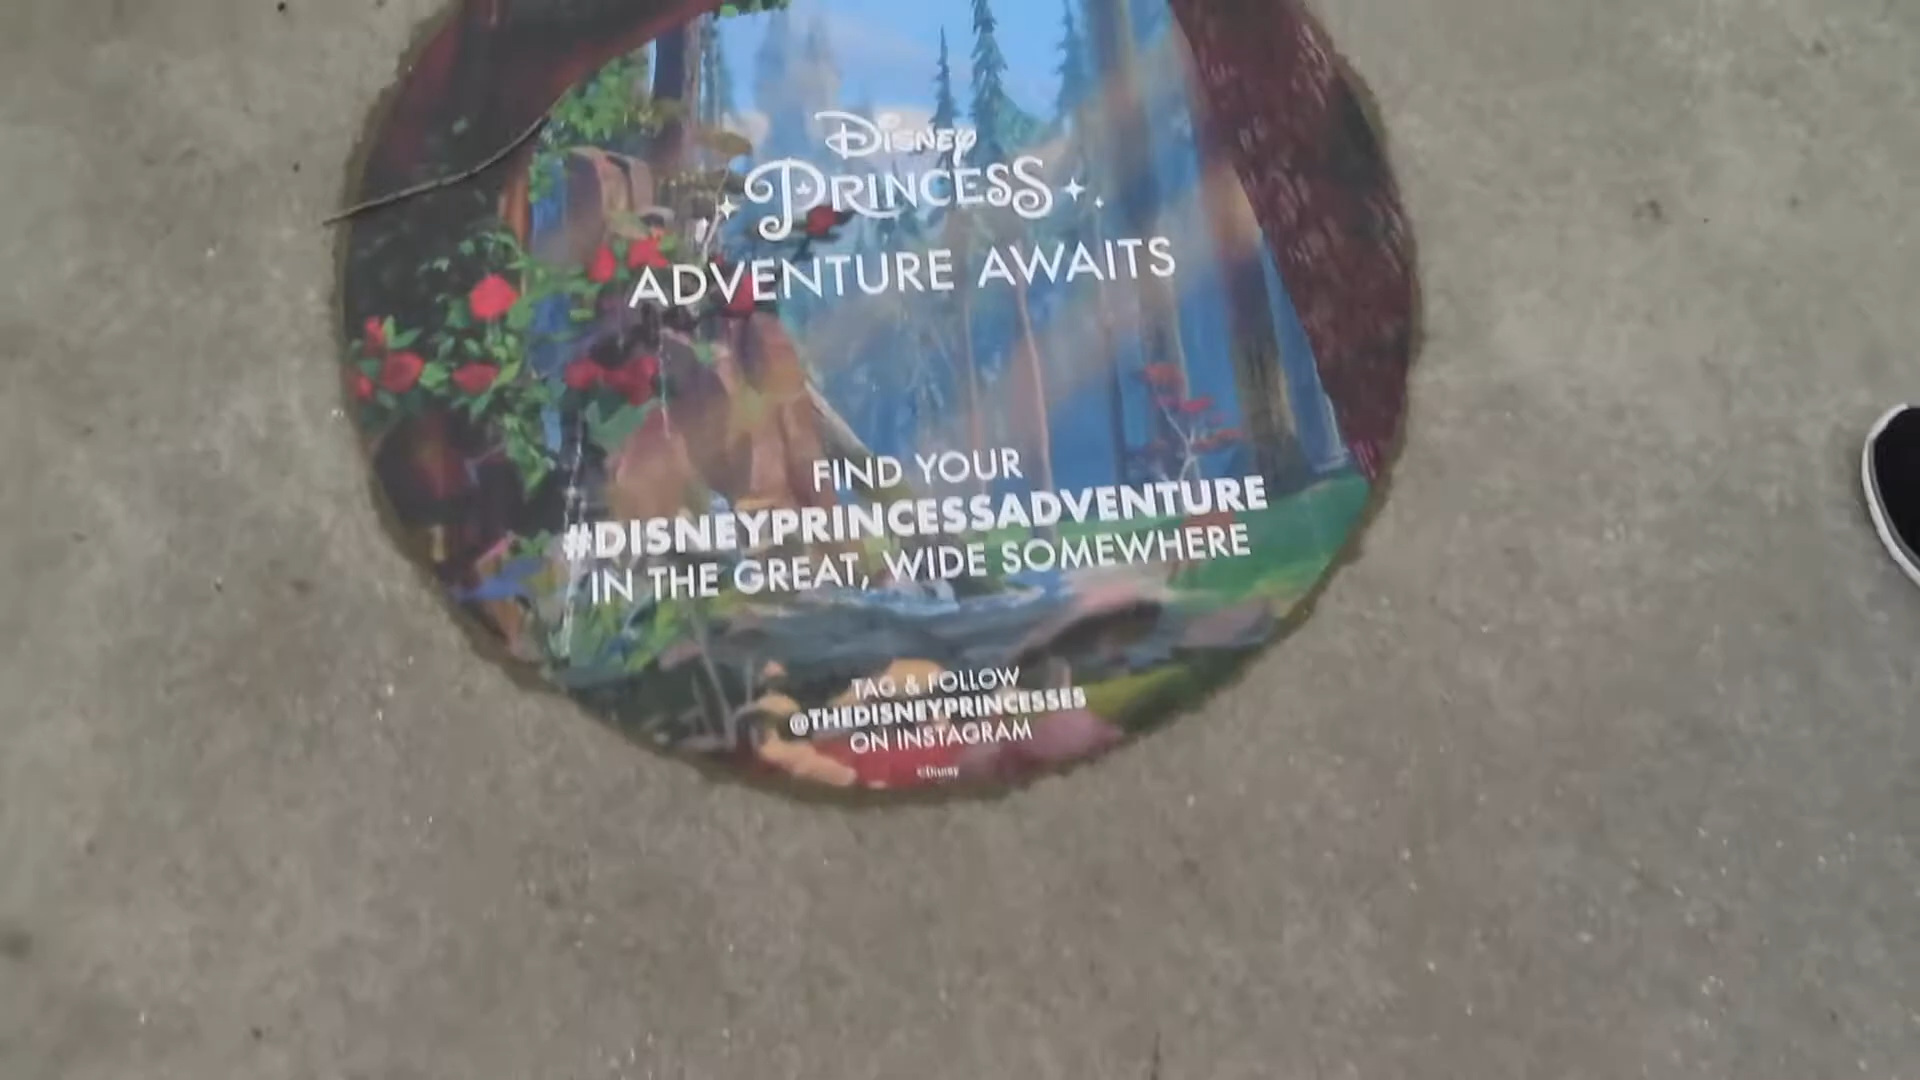 Disney
PRINCESS
ADVENTURE AWAITS
FIND YOUR
#DISNEYPRINCESSADVENTURE
IN THE GREAT, WIDE SOMEWHERE
TAG & FOLLOW
@THEDISNEYPRINCESSES
ON INSTAGRAM
©Disney